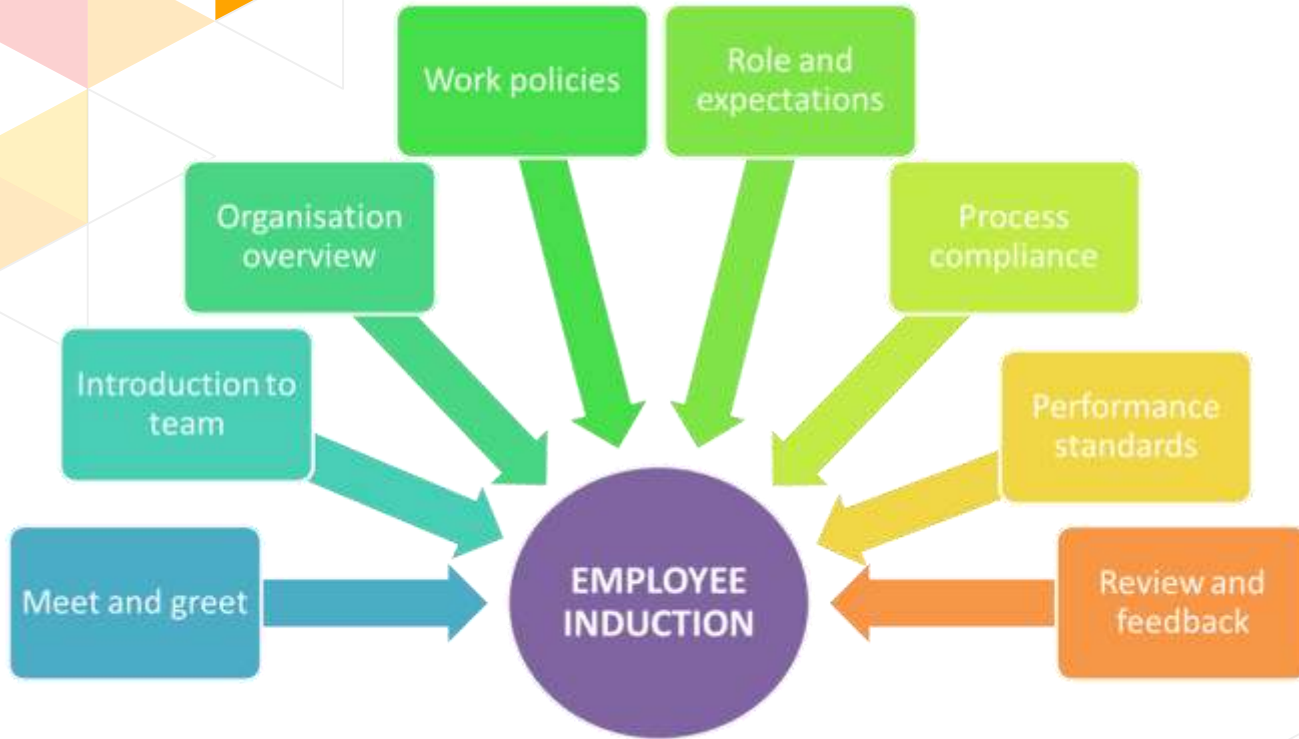 Work policies
Role and
expectations
Organisation
overview
Process
compliance
Introduction to
team
Performance
standards
Meet and greet
EMPLOYEE
INDUCTION
Review and
feedback